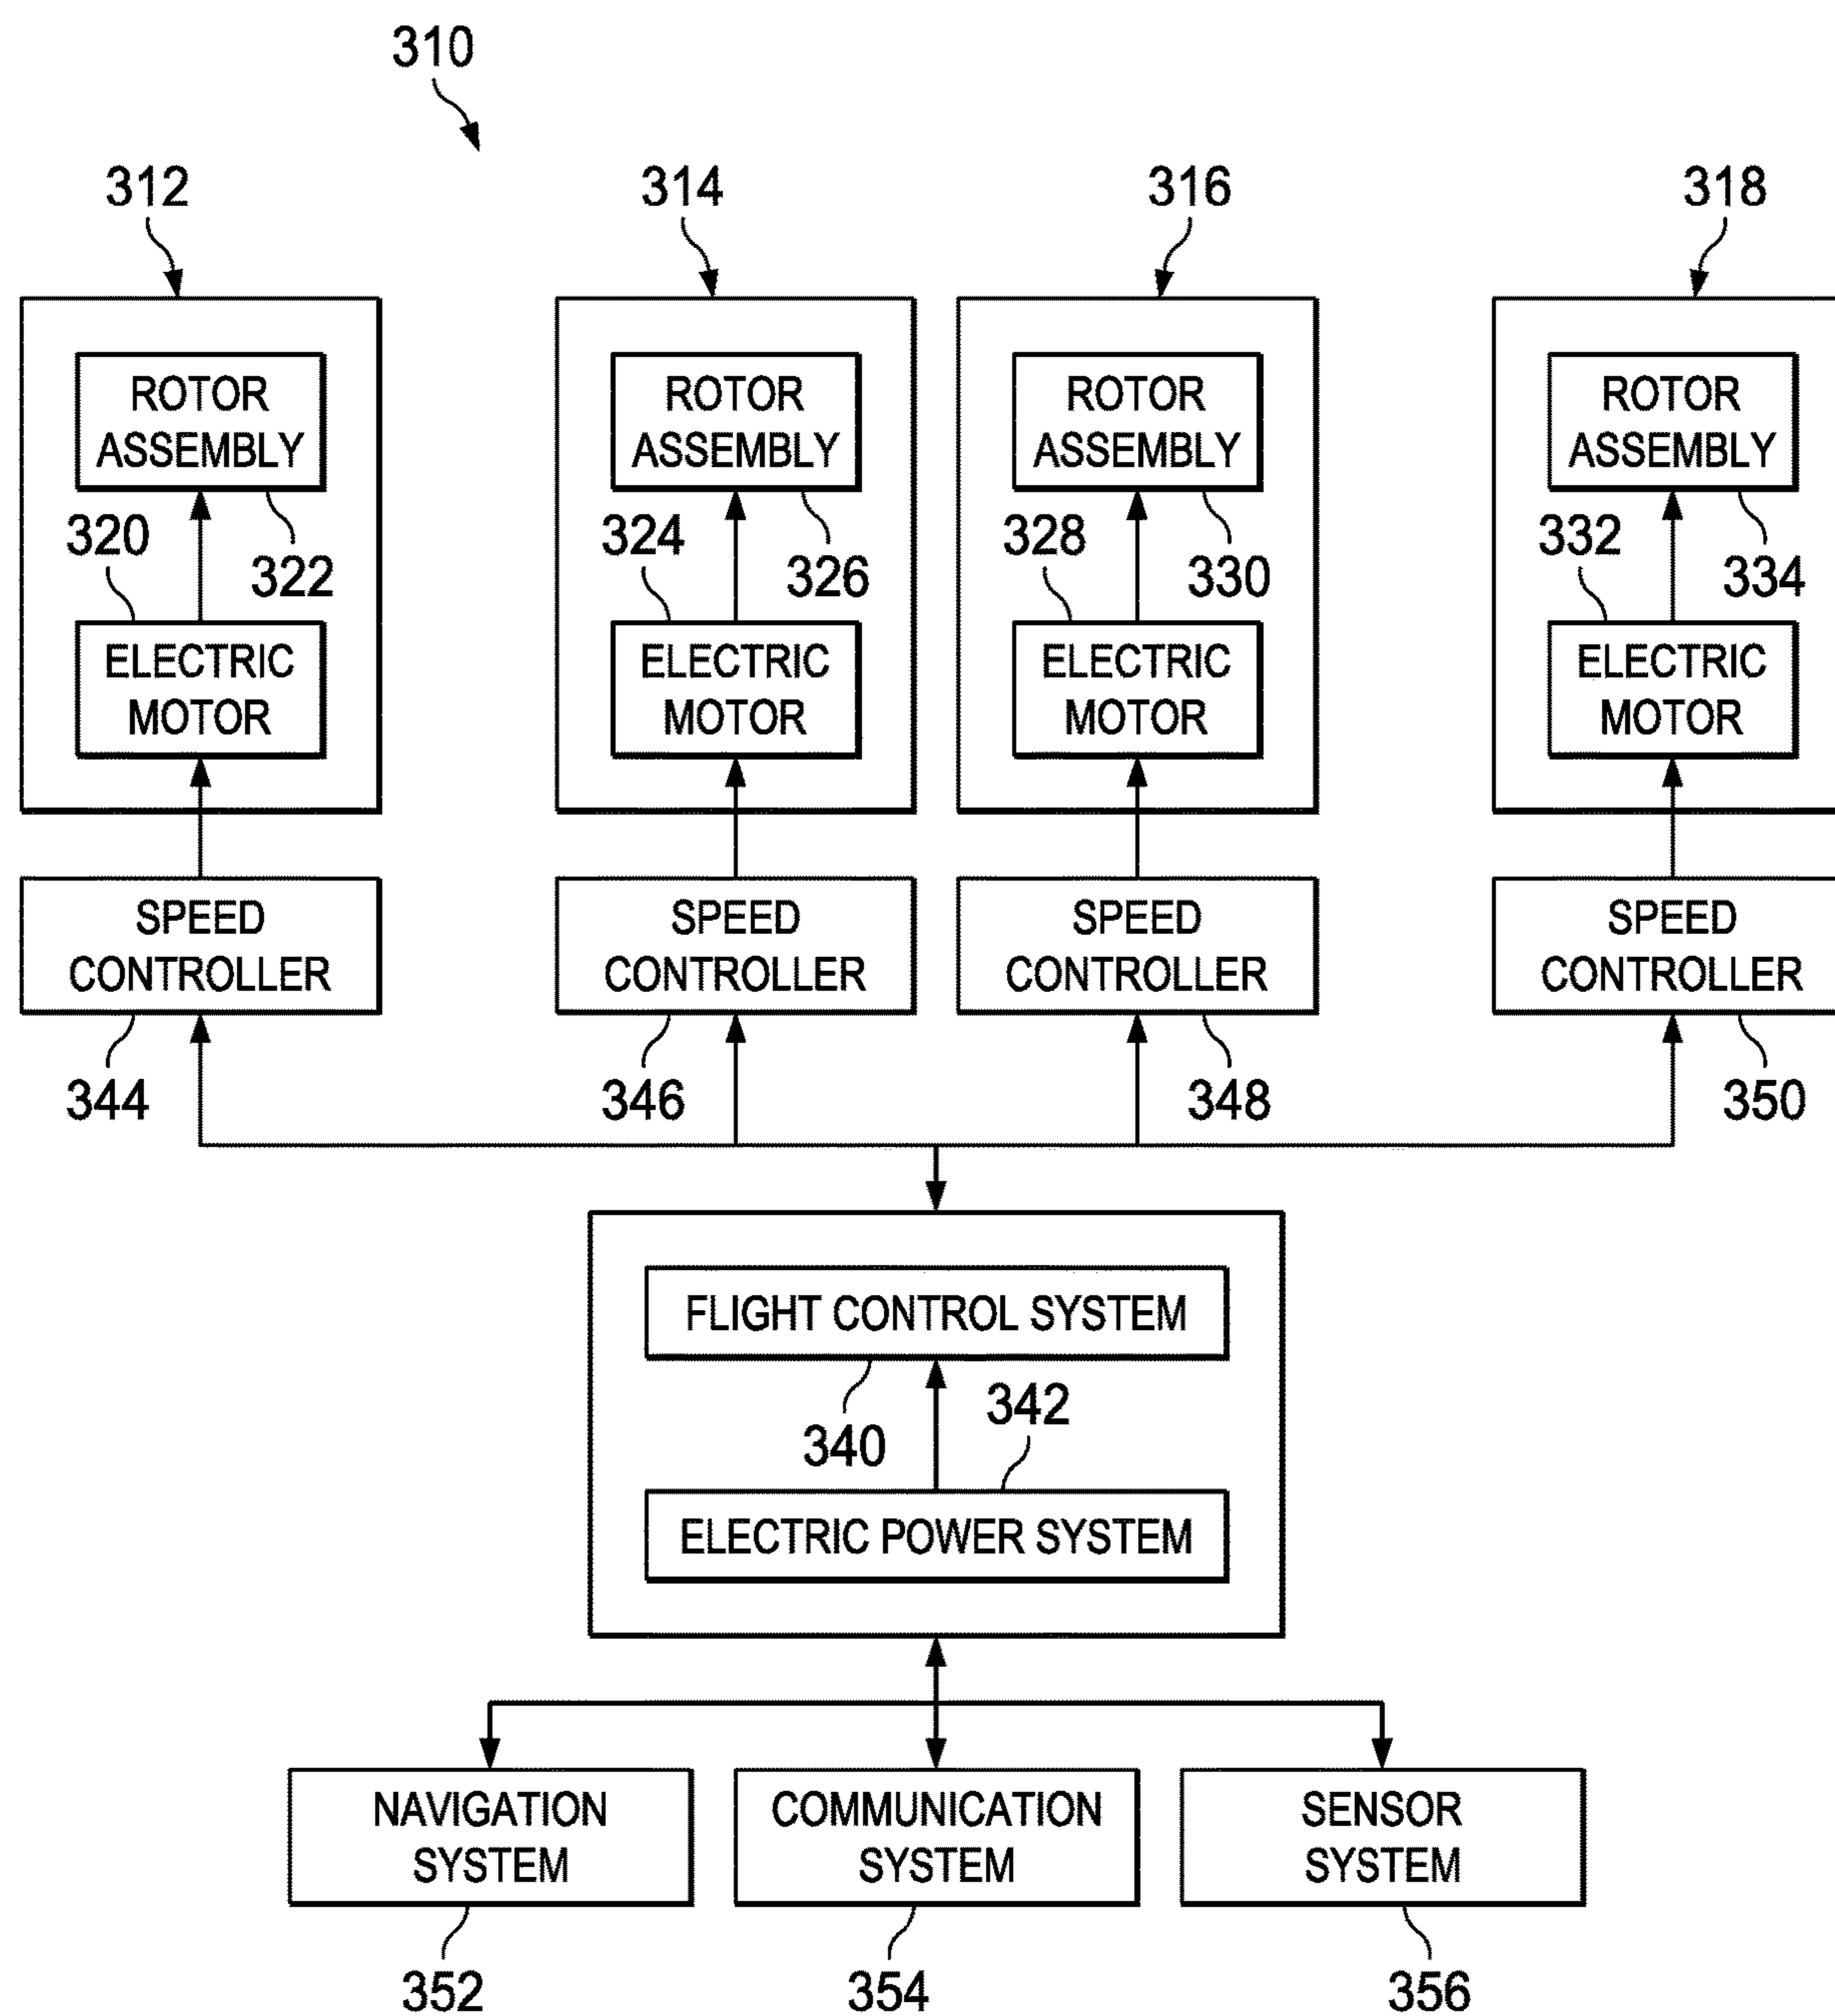 310
312
314
316
318
ROTOR
ASSEMBLY
ROTOR
ASSEMBLY
ROTOR
ASSEMBLY
ROTOR
ASSEMBLY
320
322
324
326
328
330
332
334
ELECTRIC
MOTOR
ELECTRIC
MOTOR
ELECTRIC
MOTOR
ELECTRIC
MOTOR
SPEED
CONTROLLER
SPEED
CONTROLLER
SPEED
CONTROLLER
SPEED
CONTROLLER
344
346
348
350
FLIGHT CONTROL SYSTEM
340
342
ELECTRIC POWER SYSTEM
NAVIGATION
SYSTEM
COMMUNICATION
SYSTEM
SENSOR
SYSTEM
352
354
356